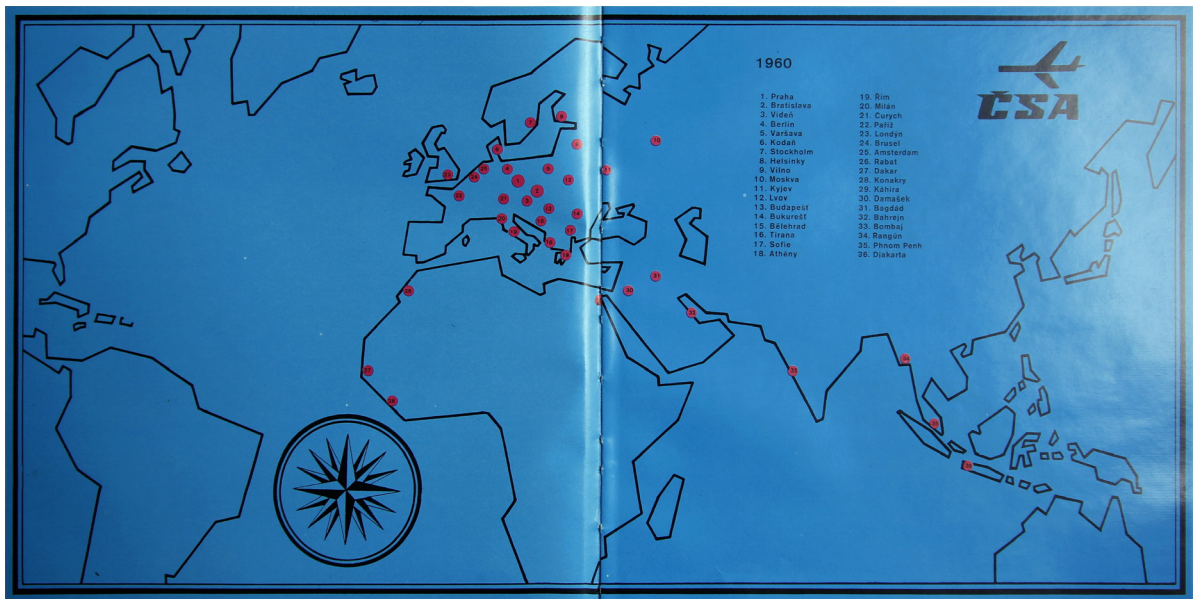 1960
ČSA
1. Praha
2. Bratislava
3. Vídeň
4. Berlín
5. Varšava
6. Kodaň
7. Stockholm
8. Helsinky
9. Vilno
10. Moskva
11. Kyjev
12. Lvov
13. Budapešť
14. Bukurešť
15. Bělehrad
16. Tirana
17. Sofie
18. Athény
19. Řím
20. Milán
21. Curych
22. Paříž
23. Londýn
24. Brusel
25. Amsterdam
26. Rabat
27. Dakar
28. Konakry
29. Káhira
30. Damašek
31. Bagdád
32. Bahrejn
33. Bombaj
34. Rangún
35. Phnom Penh
36. Djakarta